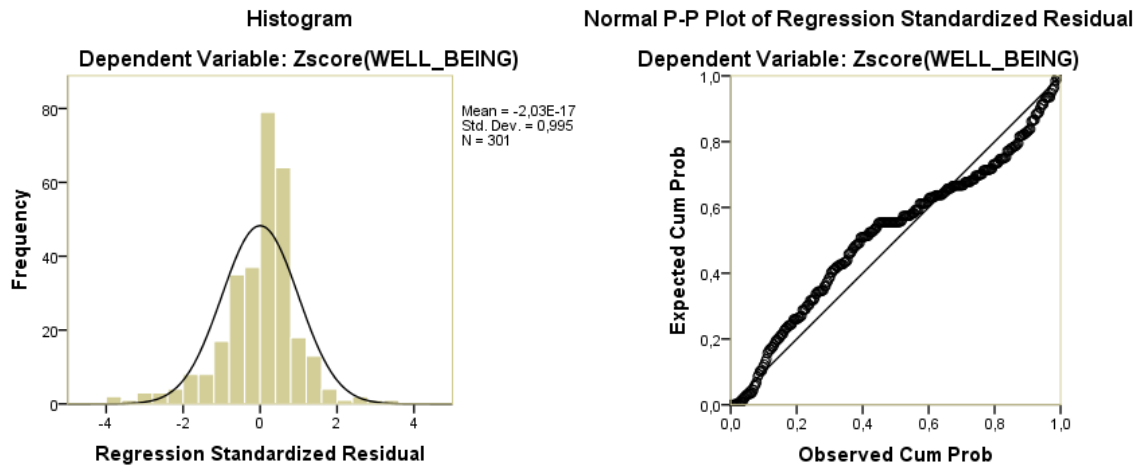 Histogram
Dependent Variable: Zscore(WELL_BEING)
Mean = -2,03E-17
Std. Dev. = 0,995
N = 301
Frequency
80
60
40
20
0
-4 -2 0 2 4
Regression Standardized Residual
Normal P-P Plot of Regression Standardized Residual
Dependent Variable: Zscore(WELL_BEING)
Expected Cum Prob
1,0
0,8
0,6
0,4
0,2
0,0
0,0 0,2 0,4 0,6 0,8 1,0
Observed Cum Prob